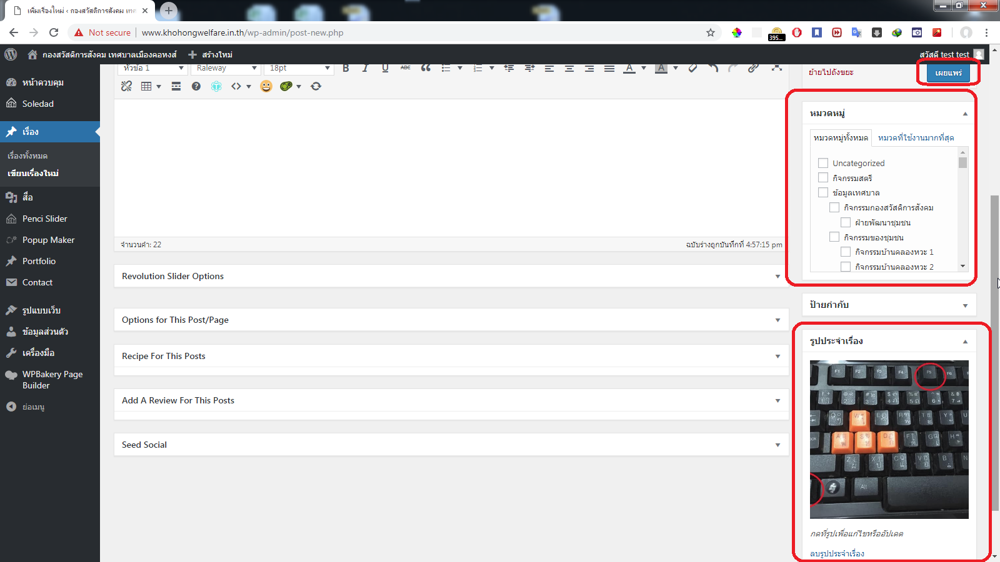 เพิ่มเรื่องใหม่ ‹ กองสวัสดิการสังคม เทศ
Not secure
www.khohongwelfare.in.th/wp-admin/post-new.php
395...
กองสวัสดิการสังคม เทศบาลเมืองคอหงส์
สร้างใหม่
สวัสดี test test
หน้าควบคุม
Soledad
เรื่อง
เรื่องทั้งหมด
เขียนเรื่องใหม่
สื่อ
Penci Slider
Popup Maker
Portfolio
Contact
รูปแบบเว็บ
ข้อมูลส่วนตัว
เครื่องมือ
WPBakery Page
Builder
ย่อเมนู
หัวข้อ 1
Raleway
18pt
B I U ABC
A A
จำนวนคำ: 22
ฉบับร่างถูกบันทึกที่ 4:57:15 pm
Revolution Slider Options
Options for This Post/Page
Recipe For This Posts
Add A Review For This Posts
Seed Social
ย้ายไปถังขยะ
เผยแพร่
หมวดหมู่
หมวดหมู่ทั้งหมด
หมวดที่ใช้งานมากที่สุด
Uncategorized
กิจกรรมสตรี
ข้อมูลเทศบาล
กิจกรรมกองสวัสดิการสังคม
ฝ่ายพัฒนาชุมชน
กิจกรรมของชุมชน
กิจกรรมบ้านคลองหวะ 1
กิจกรรมบ้านคลองหวะ 2
ป้ายกำกับ
รูปประจำเรื่อง
F1 F2 F3 F4 F5 F6
Alt
กดที่รูปเพื่อแก้ไขหรืออัปเดต
ลบรูปประจำเรื่อง